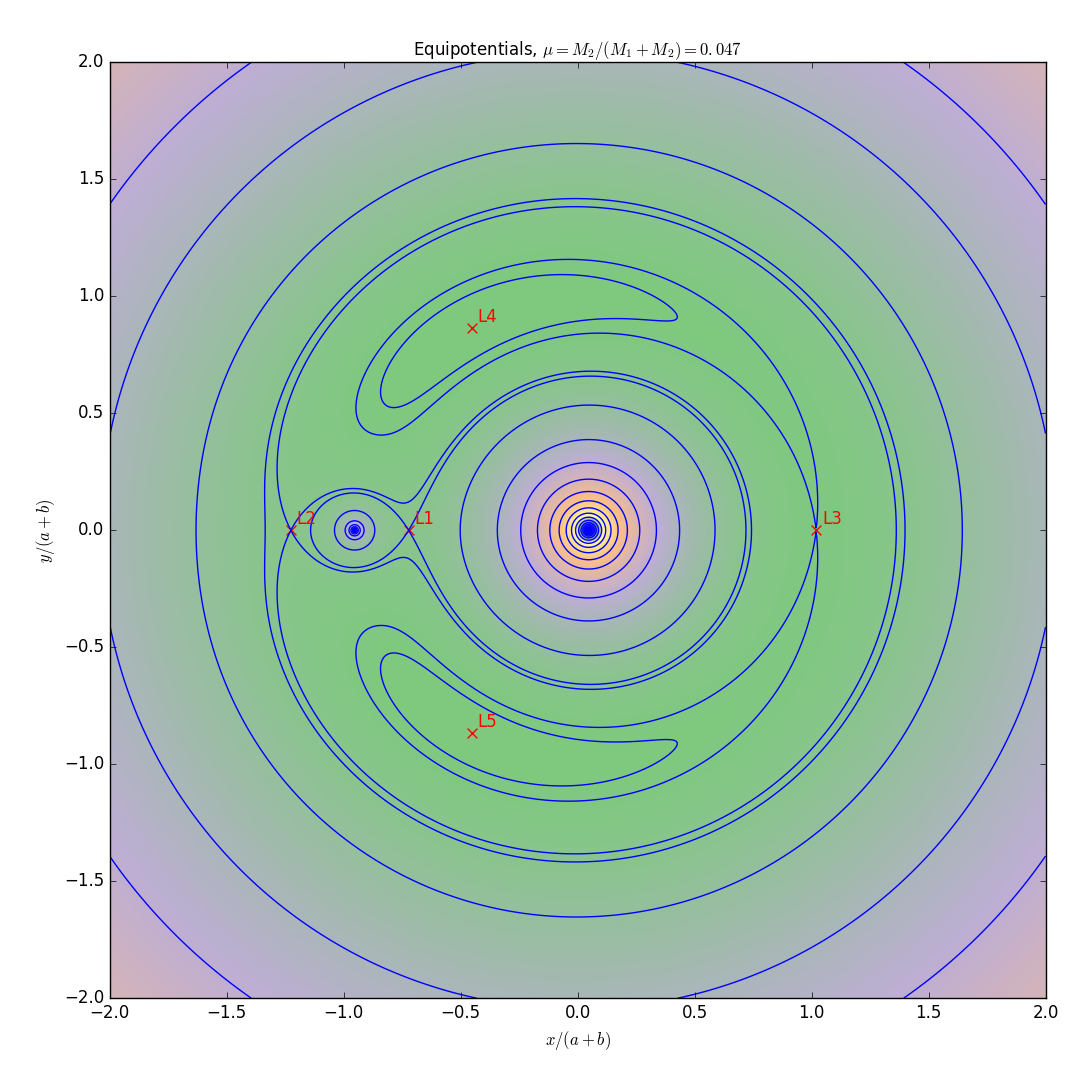 Equipotentials, μ = M₂/(M₁ + M₂) = 0.047
2.0
1.5
1.0
0.5
0.0
−0.5
−1.0
−1.5
−2.0
y/(a + b)
L4
L2
L1
L3
L5
−2.0 −1.5 −1.0 −0.5 0.0 0.5 1.0 1.5 2.0
x/(a + b)